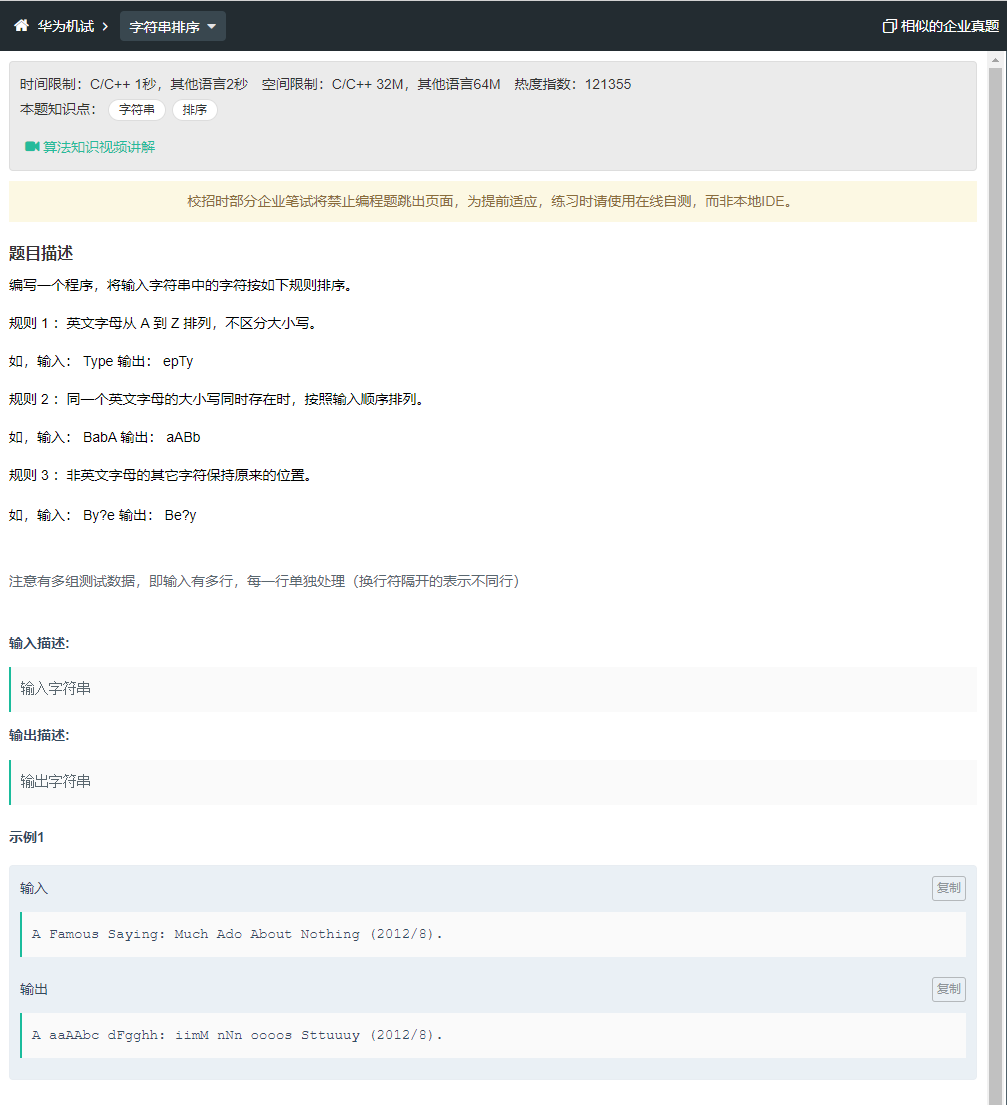 华为机试 字符串排序 相似的企业真题
时间限制：C/C++ 1秒，其他语言2秒 空间限制：C/C++ 32M，其他语言64M 热度指数：121355
本题知识点： 字符串 排序
算法知识视频讲解
校招时部分企业笔试将禁止编程题跳出页面，为提前适应，练习时请使用在线自测，而非本地IDE。
题目描述
编写一个程序，将输入字符串中的字符按如下规则排序。
规则 1 ：英文字母从 A 到 Z 排列，不区分大小写。
如，输入： Type 输出： epTy
规则 2 ：同一个英文字母的大小写同时存在时，按照输入顺序排列。
如，输入： BabA 输出： aABb
规则 3 ：非英文字母的其它字符保持原来的位置。
如，输入： By?e 输出： Be?y
注意有多组测试数据，即输入有多行，每一行单独处理（换行符隔开的表示不同行）
输入描述:
输入字符串
输出描述:
输出字符串
示例1
输入 复制
A Famous Saying: Much Ado About Nothing (2012/8).
输出 复制
A aaAAbc dFgghh: iimM nNn oooos Sttuuuy (2012/8).